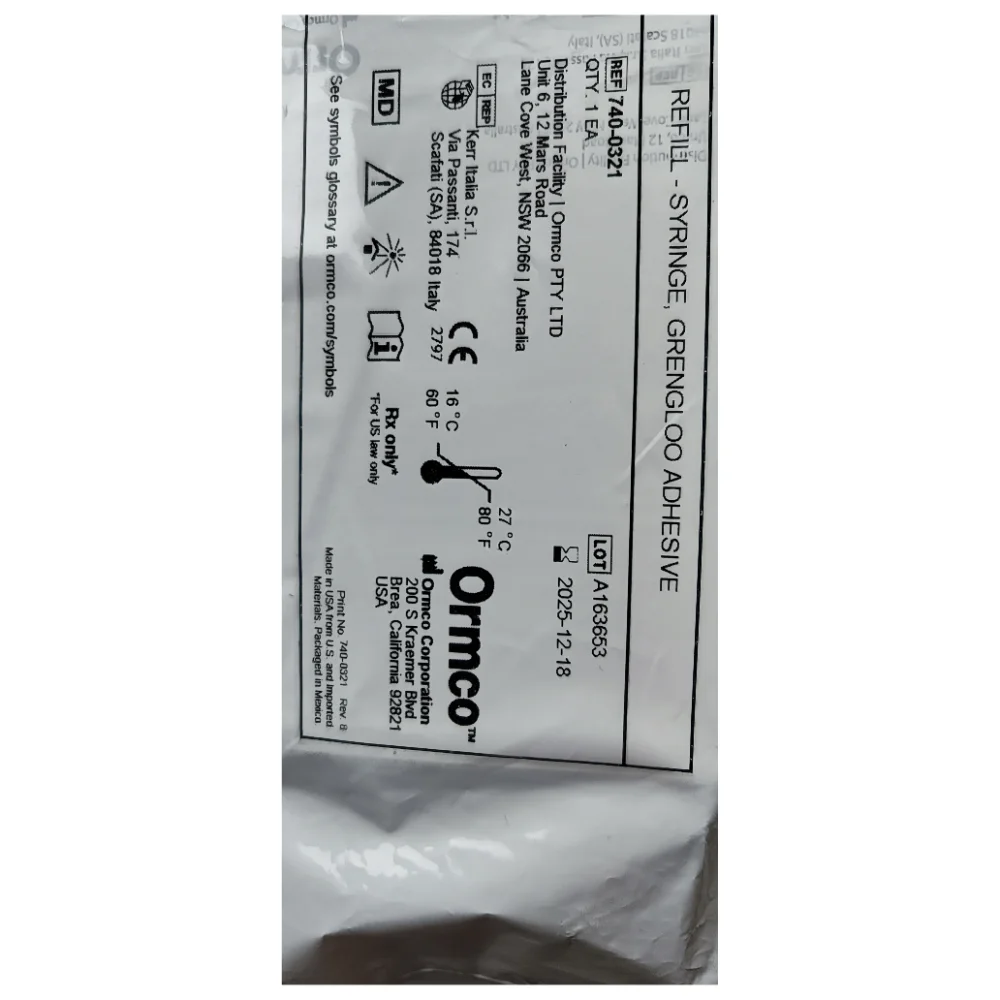 REFILL - SYRINGE, GRENGLOO ADHESIVE
REF 740-0321
QTY. 1 EA
LOT A163653
2025-12-18
Distribution Facility | Ormco PTY LTD
Unit 6, 12 Mars Road
Lane Cove West, NSW 2066 | Australia
EC REP
Kerr Italia S.r.l.
Via Passanti, 174
Scafati (SA), 84018 Italy
CE
2797
16 °C
60 °F
27 °C
80 °F
Ormco™
Ormco Corporation
200 S Kraemer Blvd
Brea, California 92821
USA
MD
Rx only*
*For US law only
See symbols glossary at ormco.com/symbols
Print No. 740-0321 Rev. 8
Made in USA from U.S. and Imported
Materials. Packaged in Mexico.